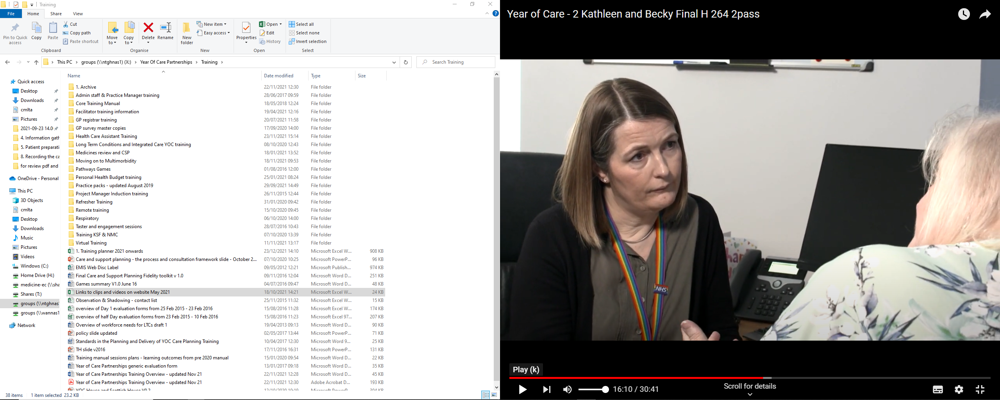 Training
File
Home
Share
View
Pin to Quick access
Copy
Paste
Cut
Copy path
Paste shortcut
Clipboard
Move to
Copy to
Delete
Rename
Organise
New folder
New item
Easy access
New
Properties
Open
Edit
History
Open
Select all
Select none
Invert selection
Select
This PC > groups (\\ntghnas1) (X:) > Year Of Care Partnerships > Training >
Search Training
Quick access
Desktop
Downloads
cmlta
Pictures
2021-09-23 14.0
4. Information gath
5. Patient preparati
8. Recording the ca
for review pdf and
OneDrive - Personal
This PC
3D Objects
cmlta
Desktop
Downloads
Music
Pictures
Videos
Windows (C:)
Home Drive (H:)
medicine-ec (\\sha
Shares (T:)
groups (\\ntghnas
groups (\\wannas1
Network
Name Date modified Type Size
1. Archive 22/11/2021 12:30 File folder
Admin staff & Practice Manager training 28/06/2017 09:59 File folder
Core Training Manual 18/05/2018 12:24 File folder
Facilitator training information 19/04/2021 12:16 File folder
GP registrar training 20/07/2021 11:58 File folder
GP survey master copies 17/09/2020 14:00 File folder
Health Care Assistant Training 23/11/2021 15:14 File folder
Long Term Conditions and Integrated Care YOC training 08/10/2020 12:43 File folder
Medicines review and CSP 18/01/2021 13:52 File folder
Moving on to Multimorbidity 18/11/2021 09:53 File folder
Pathways Games 01/08/2016 12:00 File folder
Personal Health Budget training 25/01/2021 08:24 File folder
Practice packs - updated August 2019 29/09/2021 14:49 File folder
Project Manager Induction training 26/11/2015 12:44 File folder
Refresher Training 31/01/2020 09:42 File folder
Remote training 15/10/2020 09:45 File folder
Respiratory 06/10/2020 14:00 File folder
Taster and engagement sessions 28/07/2016 10:43 File folder
Training KSF & NMC 07/10/2020 13:39 File folder
Virtual Training 11/11/2021 13:17 File folder
1. Training planner 2021 onwards 23/12/2021 14:10 Microsoft Excel W... 908 KB
Care and support planning - the process and consultation framework slide - October 2... 07/10/2020 10:25 Microsoft PowerP... 96 KB
EMIS Web Disc Label 09/05/2012 12:21 Microsoft Publish... 974 KB
Final Care and Support Planning Fidelity toolkit v 1.0 09/11/2016 12:04 Microsoft Word D... 251 KB
Games summary V1.0 June 16 04/07/2016 09:47 Microsoft Word D... 48 KB
Links to clips and videos on website May 2021 18/10/2021 14:21 Microsoft Excel W... 24 KB
Observation & Shadowing - contact list 25/11/2015 11:32 Microsoft Excel W... 15 KB
overview of Day 1 evaluation forms from 25 Feb 2015 - 23 Feb 2016 15/08/2016 11:28 Microsoft Excel W... 174 KB
overview of half Day evaluation forms from 23 Feb 2015 - 10 Feb 2016 15/08/2016 11:23 Microsoft Excel 97... 207 KB
Overview of workforce needs for LTCs draft 1 19/04/2013 09:13 Microsoft Word D... 90 KB
policy slide updated 02/05/2017 13:44 Microsoft PowerP... 71 KB
Standards in the Planning and Delivery of YOC Care Planning Training 10/04/2017 12:30 Microsoft Word 9... 25 KB
TH slide v2016 17/11/2016 16:31 Microsoft PowerP... 131 KB
Training manual sessions plans - learning outcomes from pre 2020 manual 15/01/2020 09:54 Microsoft Word D... 22 KB
Year of Care Partnerships generic evaluation form 13/01/2017 09:18 Microsoft Word D... 35 KB
Year of Care Partnerships Training Overview - updated Nov 21 22/11/2021 12:28 Microsoft Word D... 45 KB
Year of Care Partnerships Training Overview - updated Nov 21 22/11/2021 12:30 Adobe Acrobat D... 193 KB
YOC House and Scottish House V0.2 12/10/2020 10:19 Microsoft PowerP... 304 KB
38 items 1 item selected 23.2 KB
Year of Care - 2 Kathleen and Becky Final H 264 2pass
NHS
Play (k)
16:10 / 30:41
Scroll for details